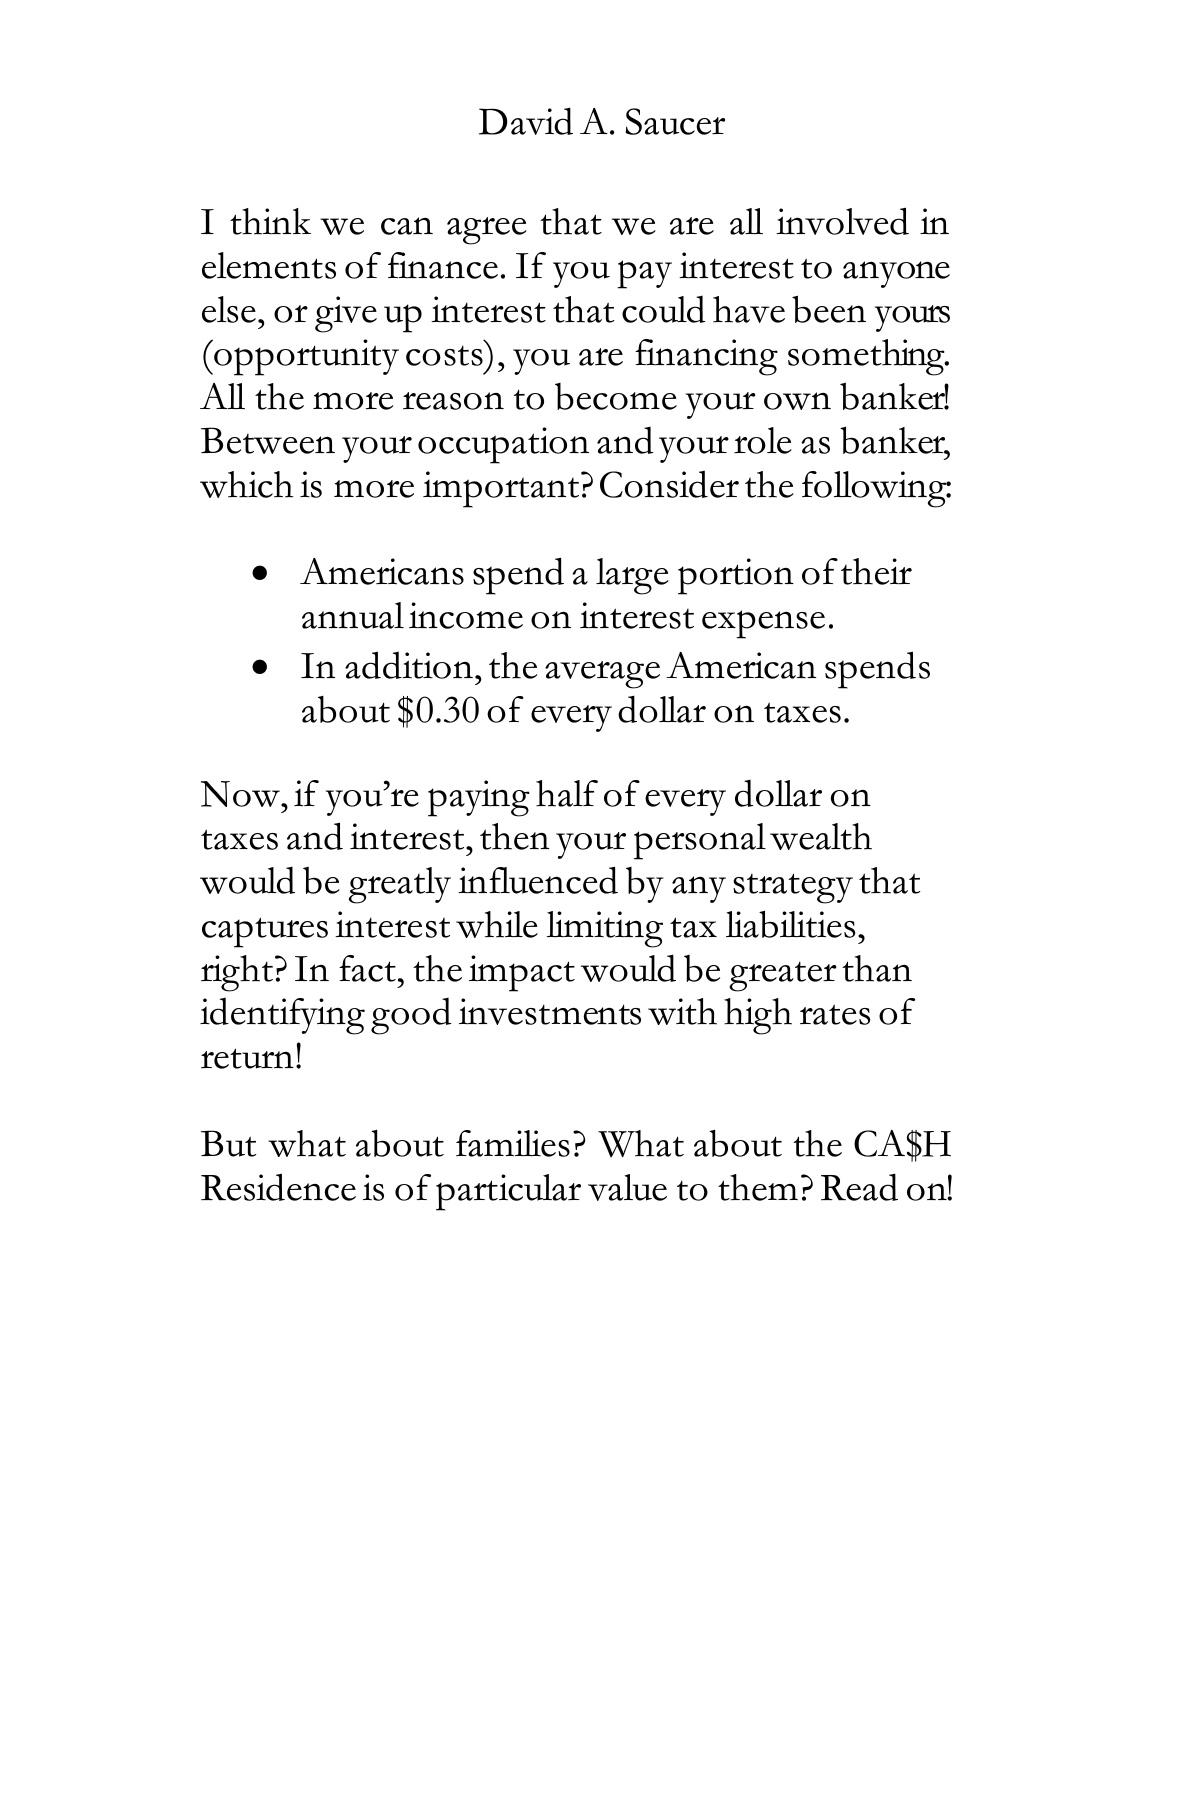 David A. Saucer
I think we can agree that we are all involved in
elements of finance. If you pay interest to anyone
else, or give up interest that could have been yours
(opportunity costs), you are financing something.
All the more reason to become your own banker!
Between your occupation and your role as banker,
which is more important? Consider the following:
• Americans spend a large portion of their
annual income on interest expense.
• In addition, the average American spends
about $0.30 of every dollar on taxes.
Now, if you’re paying half of every dollar on
taxes and interest, then your personal wealth
would be greatly influenced by any strategy that
captures interest while limiting tax liabilities,
right? In fact, the impact would be greater than
identifying good investments with high rates of
return!
But what about families? What about the CA$H
Residence is of particular value to them? Read on!